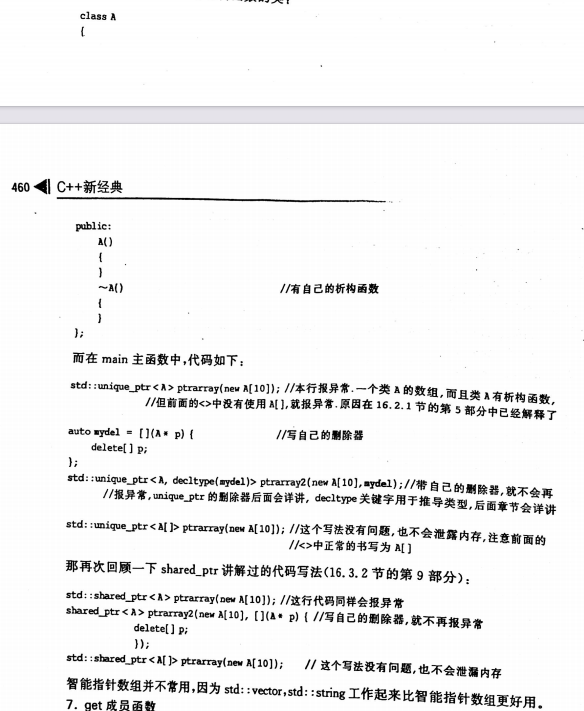 class A
{
460 C++新经典
public:
A()
{
}
~A() //有自己的析构函数
{
}
};
而在 main 主函数中,代码如下:
std::unique_ptr<A> ptrarray(new A[10]); //本行报异常.一个类 A 的数组,而且类 A 有析构函数,
//但前面的<>中没有使用 A[],就报异常.原因在 16.2.1 节的第 5 部分中已经解释了
auto mydel = [](A* p) { //写自己的删除器
delete[] p;
};
std::unique_ptr<A, decltype(mydel)> ptrarray2(new A[10],mydel);//带自己的删除器,就不会再
//报异常,unique_ptr 的删除器后面会详讲, decltype 关键字用于推导类型,后面章节会详讲
std::unique_ptr<A[]> ptrarray(new A[10]); //这个写法没有问题,也不会泄露内存,注意前面的
//<>中正常的书写为 A[]
那再次回顾一下 shared_ptr 讲解过的代码写法(16.3.2 节的第 9 部分):
std::shared_ptr<A> ptrarray(new A[10]); //这行代码同样会报异常
shared_ptr<A> ptrarray2(new A[10], [](A* p) { //写自己的删除器,就不再报异常
delete[] p;
});
std::shared_ptr<A[]> ptrarray(new A[10]); // 这个写法没有问题,也不会泄漏内存
智能指针数组并不常用,因为 std::vector,std::string 工作起来比智能指针数组更好用。
7. get 成员函数